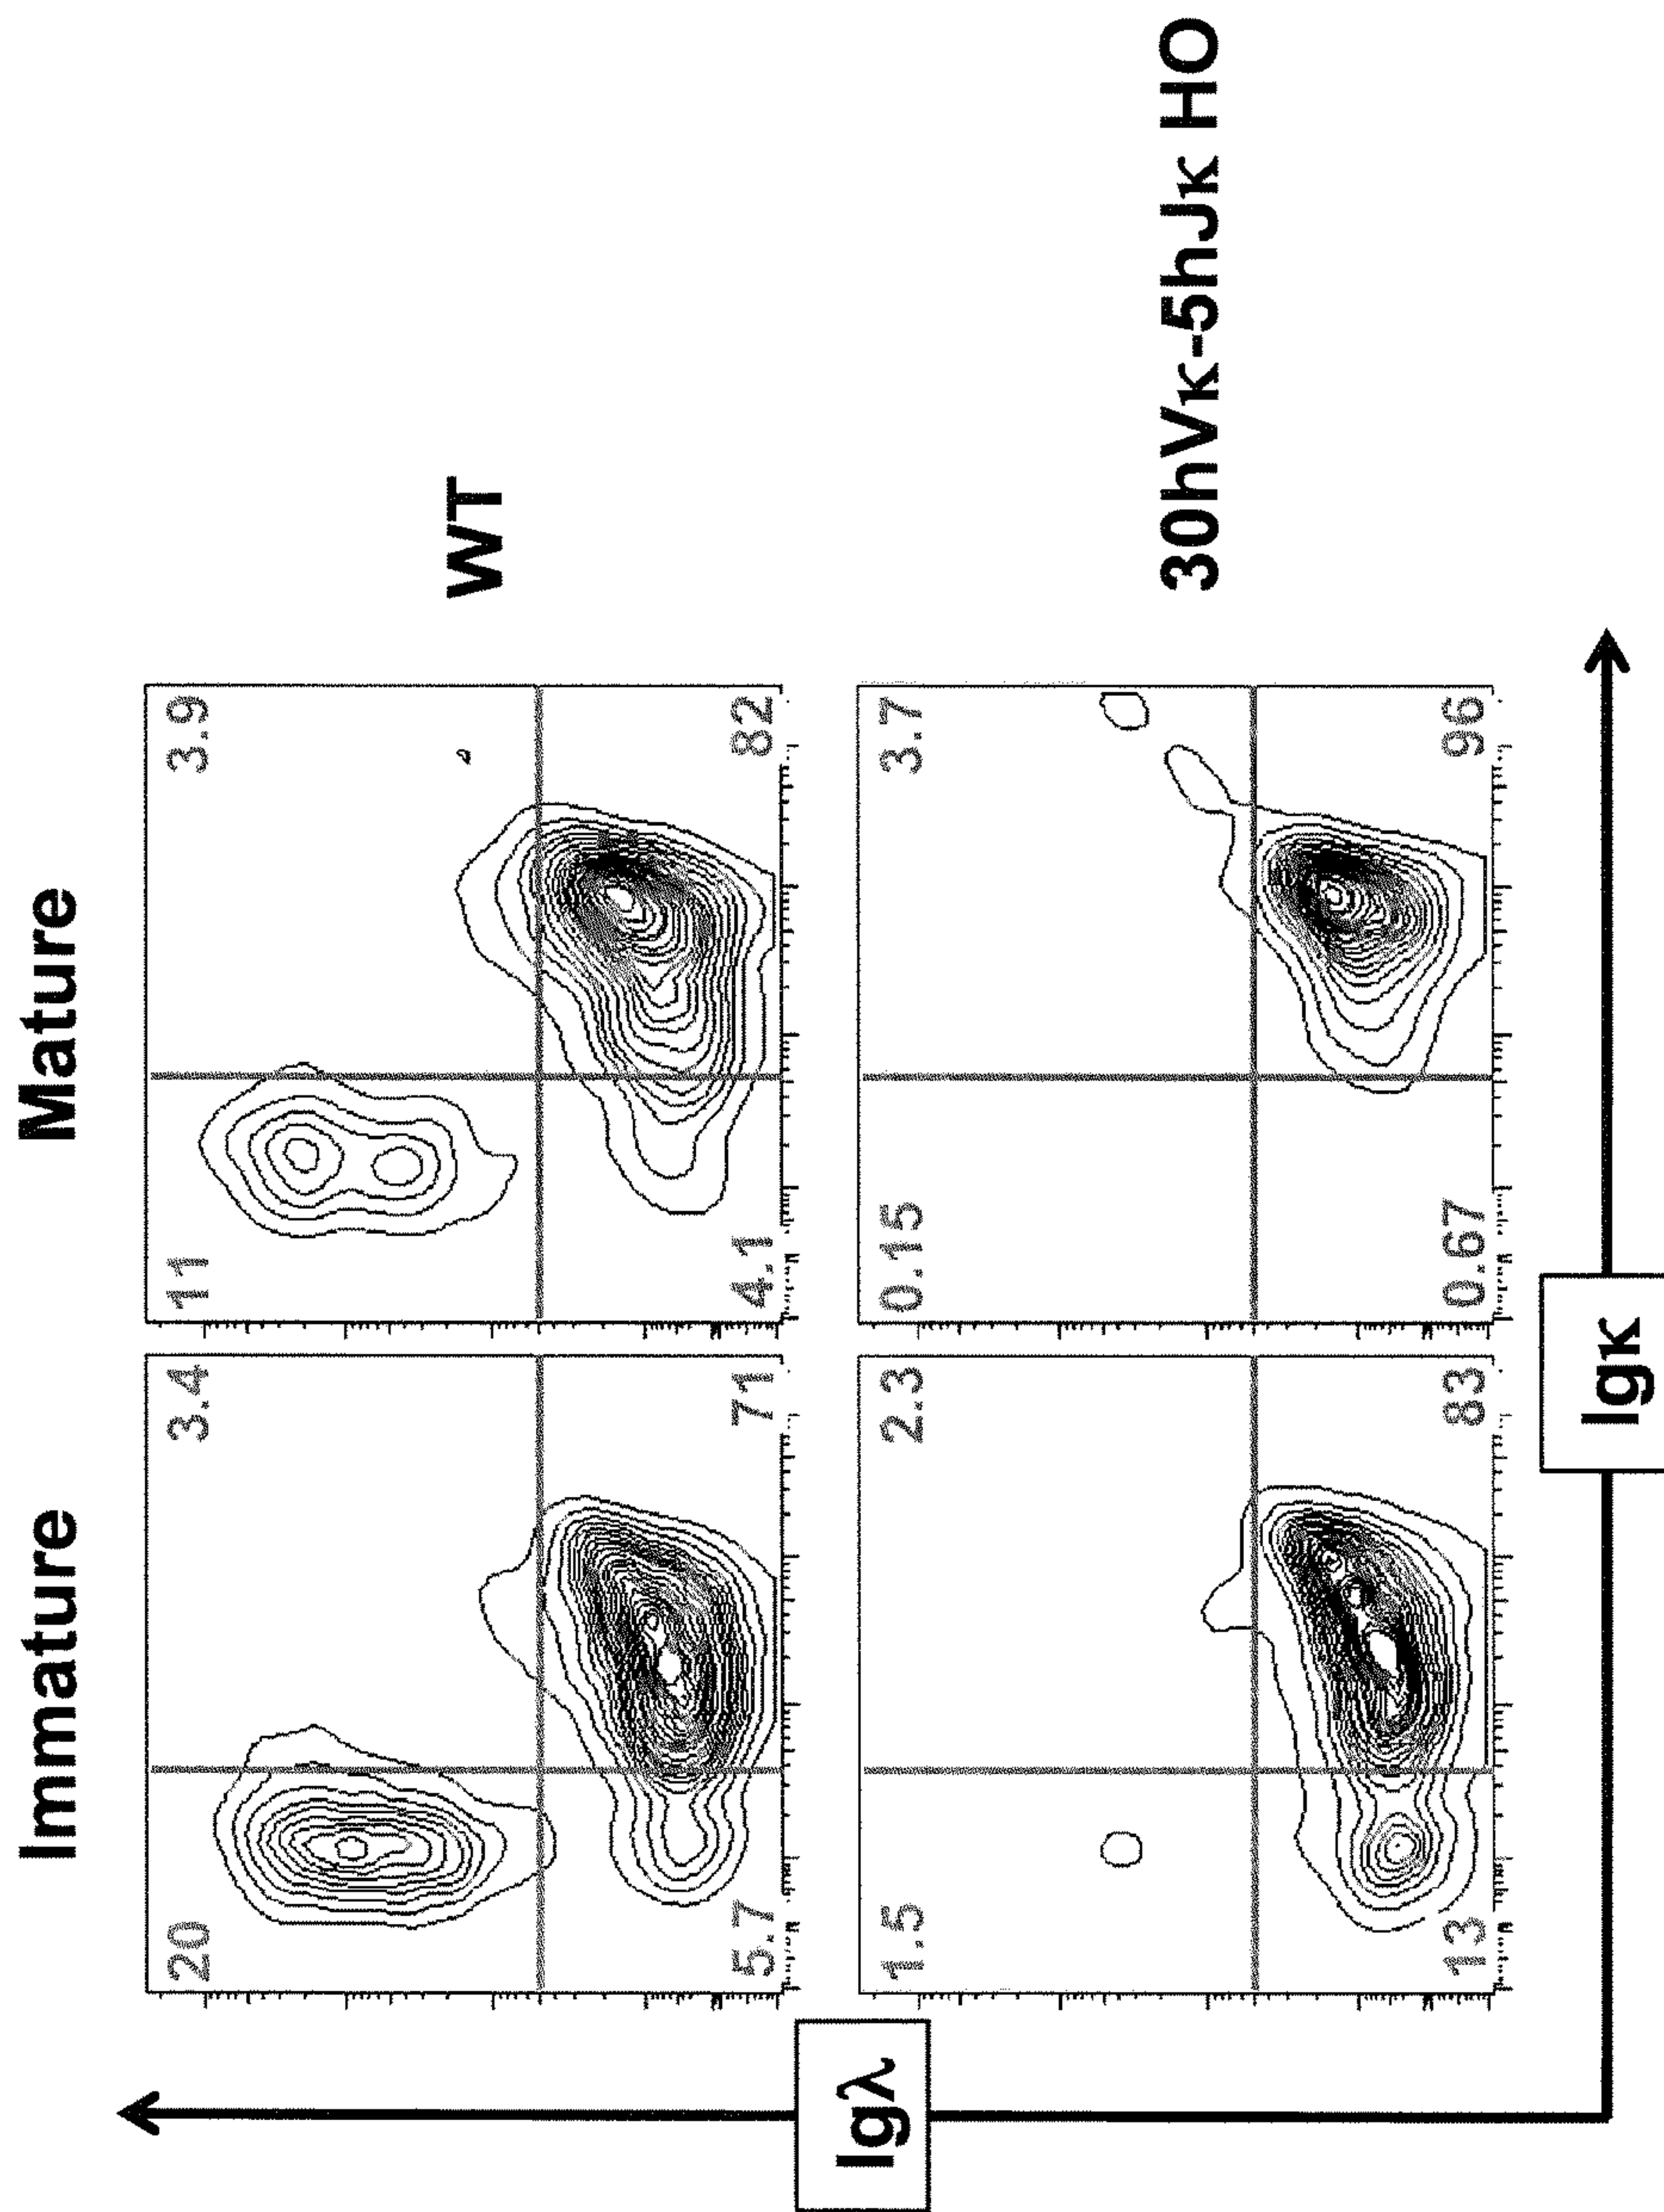 Immature
Mature
20
3.4
11
3.9
WT
5.7
71
4.1
82
Igλ
1.5
2.3
0.15
3.7
30hVκ-5hJκ HO
13
83
0.67
96
Igκ